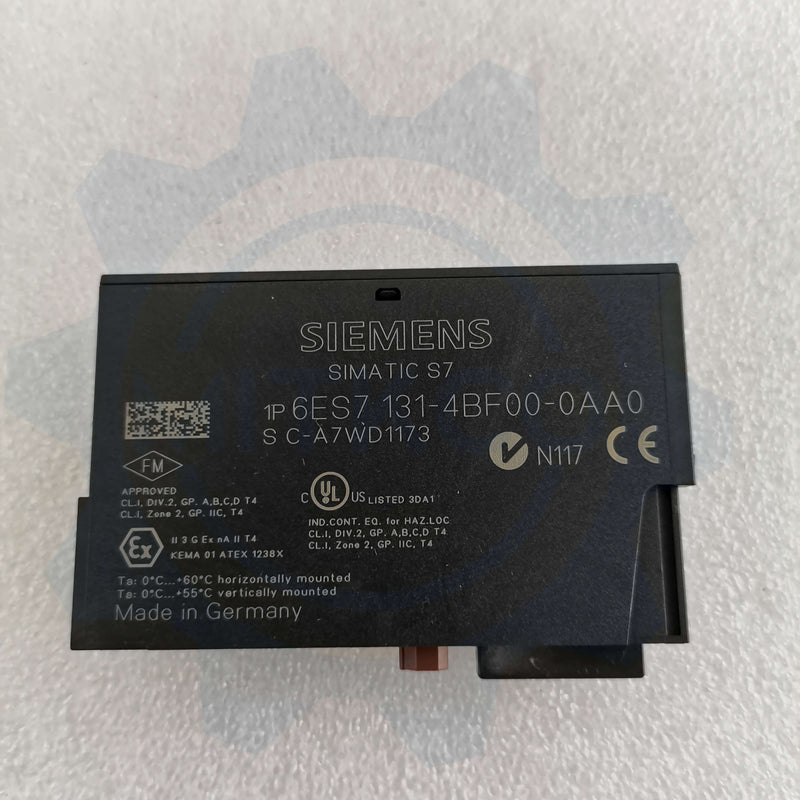 SIEMENS
SIMATIC S7
1P 6ES7 131-4BF00-0AA0
S C-A7WD1173
N117 CE
FM
APPROVED
CL.I, DIV.2, GP. A,B,C,D T4
CL.I, Zone 2, GP. IIC, T4
C UL US LISTED 3DA1
IND.CONT. EQ. for HAZ.LOC
CL.I, DIV.2, GP. A,B,C,D T4
CL.I, Zone 2, GP. IIC, T4
Ex II 3 G Ex nA II T4
KEMA 01 ATEX 1238X
Ta: 0°C...+60°C horizontally mounted
Ta: 0°C...+55°C vertically mounted
Made in Germany